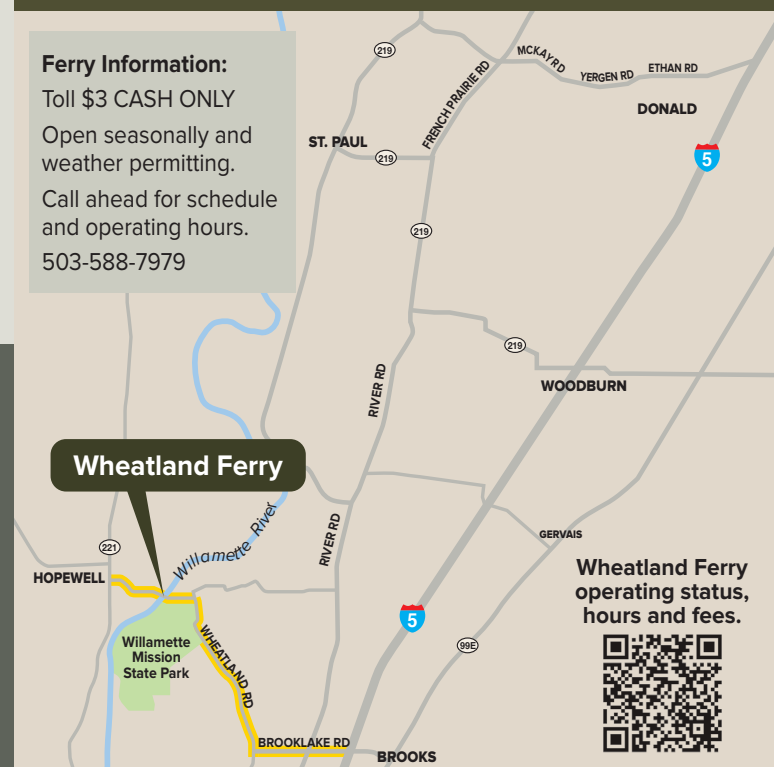 Ferry Information:
Toll $3 CASH ONLY
Open seasonally and
weather permitting.
Call ahead for schedule
and operating hours.
503-588-7979
219
MCKAY RD
YERGEN RD
ETHAN RD
FRENCH PRAIRIE RD
DONALD
ST. PAUL
219
5
219
219
RIVER RD
WOODBURN
Wheatland Ferry
Willamette River
RIVER RD
GERVAIS
221
HOPEWELL
Wheatland Ferry
operating status,
hours and fees.
5
Willamette
Mission
State Park
WHEATLAND RD
99E
BROOKLAKE RD
BROOKS